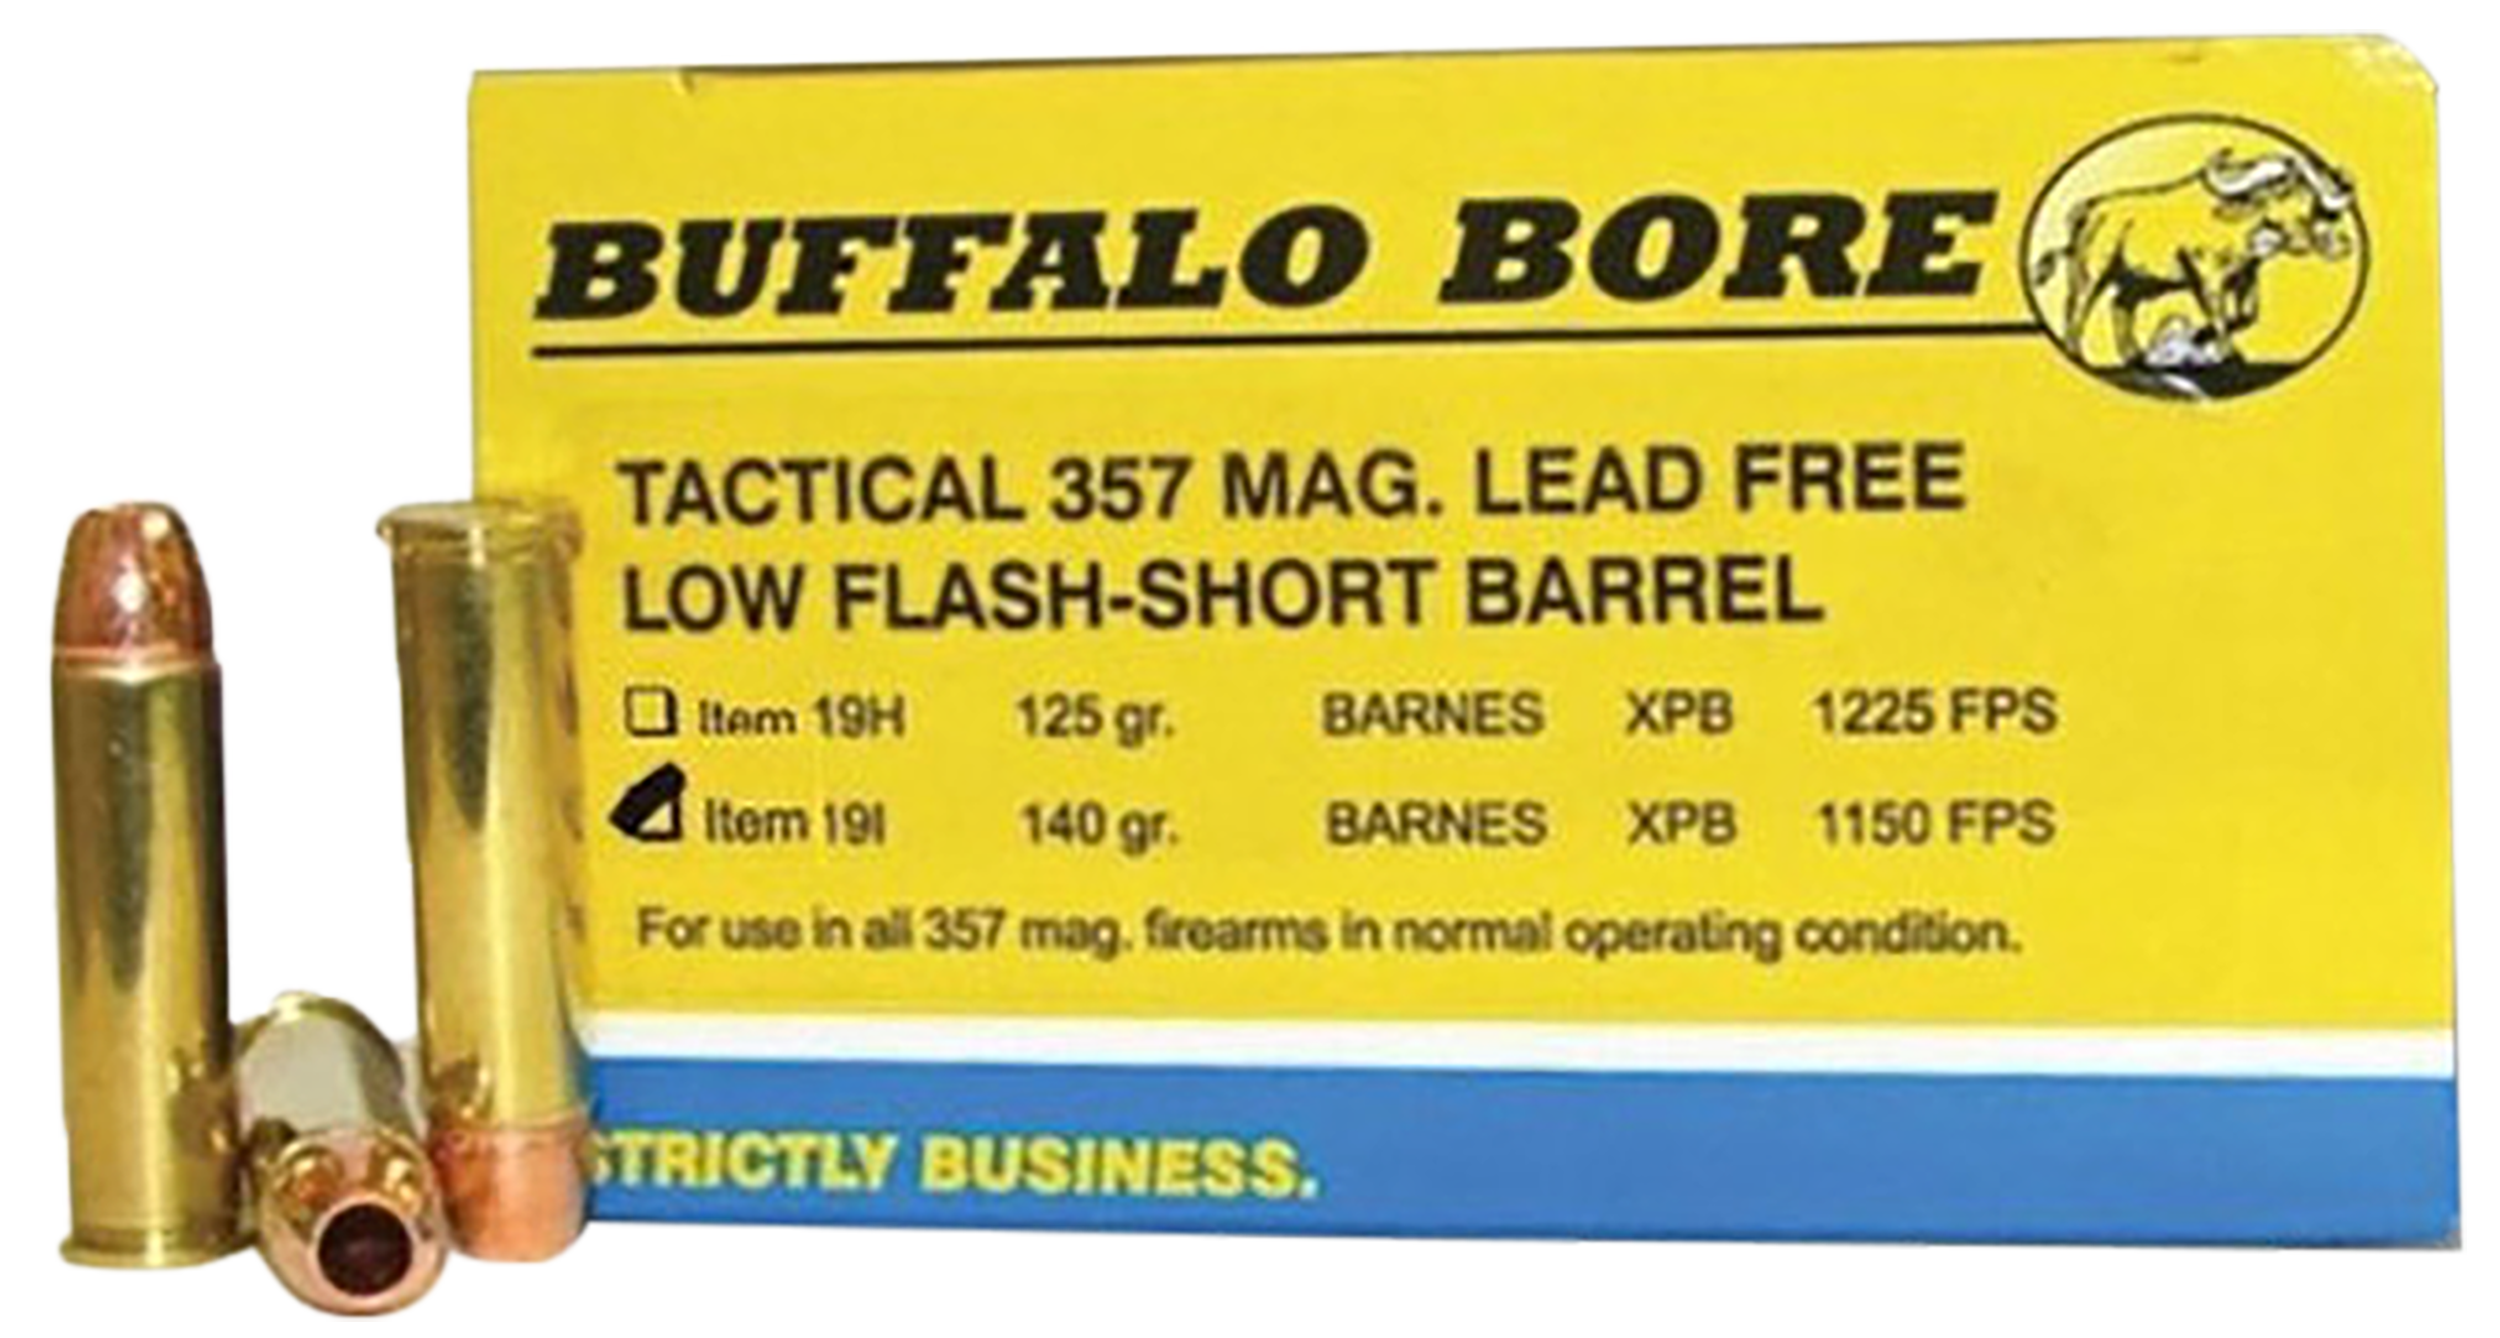 BUFFALO BORE
TACTICAL 357 MAG. LEAD FREE
LOW FLASH-SHORT BARREL
Item 19H 125 gr. BARNES XPB 1225 FPS
Item 19I 140 gr. BARNES XPB 1150 FPS
For use in all 357 mag. firearms in normal operating condition.
STRICTLY BUSINESS.